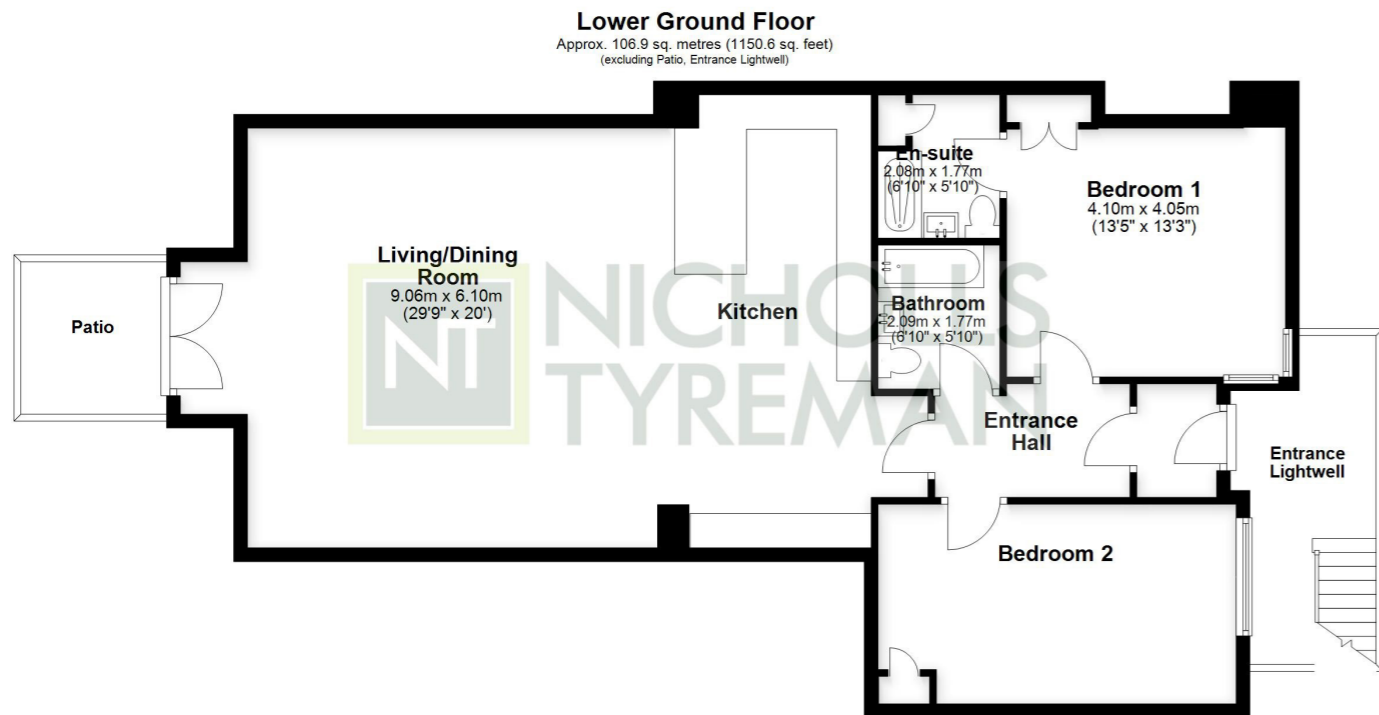 Lower Ground Floor
Approx. 106.9 sq. metres (1150.6 sq. feet)
(excluding Patio, Entrance Lightwell)
En-suite
2.08m x 1.77m
(6'10" x 5'10")
Bedroom 1
4.10m x 4.05m
(13'5" x 13'3")
Living/Dining
Room
9.06m x 6.10m
(29'9" x 20')
Patio
Kitchen
Bathroom
2.09m x 1.77m
(6'10" x 5'10")
NT
NICHOLLS
TYREMAN
Entrance
Hall
Entrance
Lightwell
Bedroom 2